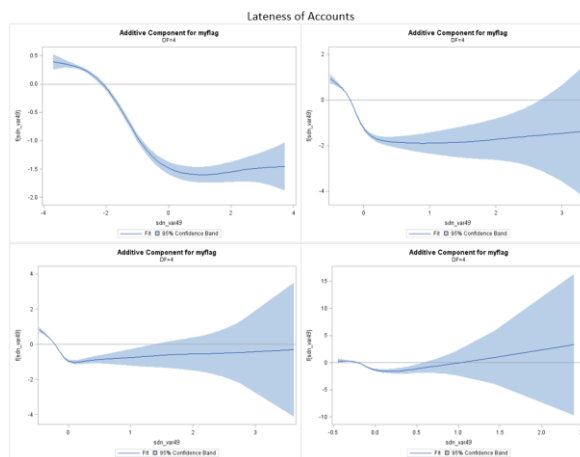 Lateness of Accounts
Additive Component for myflag
DF=4
0.5
0.0
-0.5
-1.0
-1.5
-2.0
f(sdn_var49)
-4
-2
0
2
4
sdn_var49
Fit 95% Confidence Band
Additive Component for myflag
DF=4
2
0
-2
-4
f(sdn_var49)
0
1
2
3
sdn_var49
Fit 95% Confidence Band
Additive Component for myflag
DF=4
4
2
0
-2
-4
f(sdn_var49)
0
1
2
3
sdn_var49
Fit 95% Confidence Band
Additive Component for myflag
DF=4
15
10
5
0
-5
-10
f(sdn_var49)
-0.5
0.0
0.5
1.0
1.5
2.0
sdn_var49
Fit 95% Confidence Band